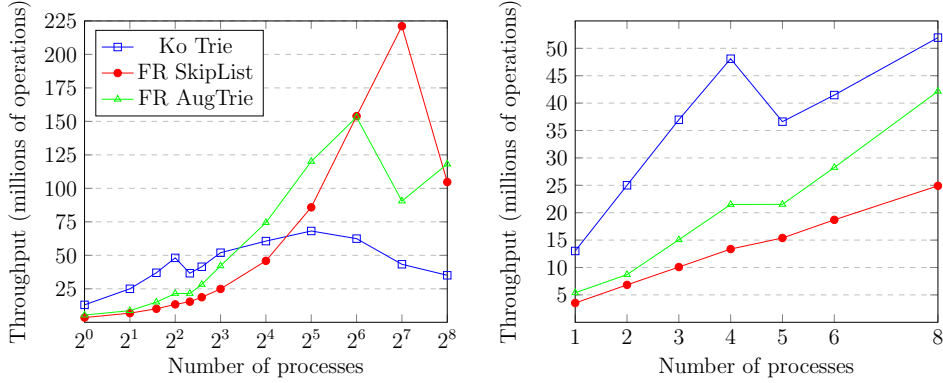 225
200
175
150
125
100
75
50
25
Throughput (millions of operations)
Ko Trie
FR SkipList
FR AugTrie
2^0 2^1 2^2 2^3 2^4 2^5 2^6 2^7 2^8
Number of processes
50
45
40
35
30
25
20
15
10
5
Throughput (millions of operations)
1 2 3 4 5 6 8
Number of processes